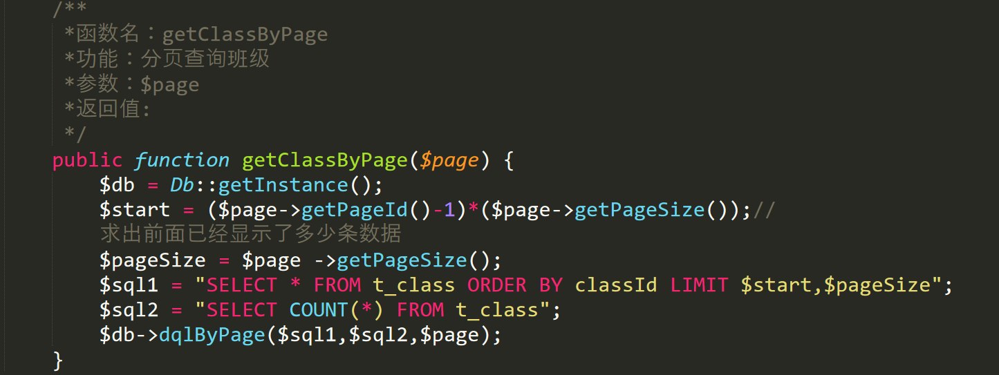 /**
*函数名：getClassByPage
*功能：分页查询班级
*参数：$page
*返回值:
*/
public function getClassByPage($page) {
$db = Db::getInstance();
$start = ($page->getPageId()-1)*($page->getPageSize());//
求出前面已经显示了多少条数据
$pageSize = $page ->getPageSize();
$sql1 = "SELECT * FROM t_class ORDER BY classId LIMIT $start,$pageSize";
$sql2 = "SELECT COUNT(*) FROM t_class";
$db->dqlByPage($sql1,$sql2,$page);
}